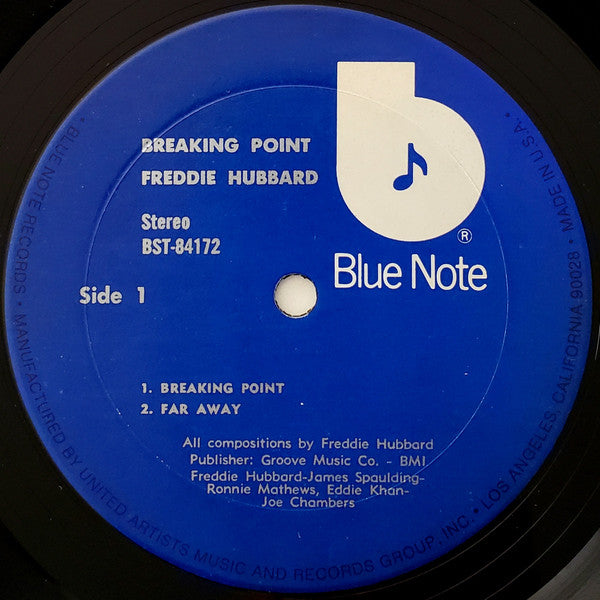 BREAKING POINT
FREDDIE HUBBARD
Stereo
BST-84172
Side 1
b
®
Blue Note
1. BREAKING POINT
2. FAR AWAY
All compositions by Freddie Hubbard
Publisher: Groove Music Co. - BMI
Freddie Hubbard-James Spaulding-
Ronnie Mathews, Eddie Khan-
Joe Chambers
• BLUE NOTE RECORDS • MANUFACTURED BY UNITED ARTISTS MUSIC AND RECORDS GROUP, INC. • LOS ANGELES, CALIFORNIA 90028 • MADE IN U.S.A. •